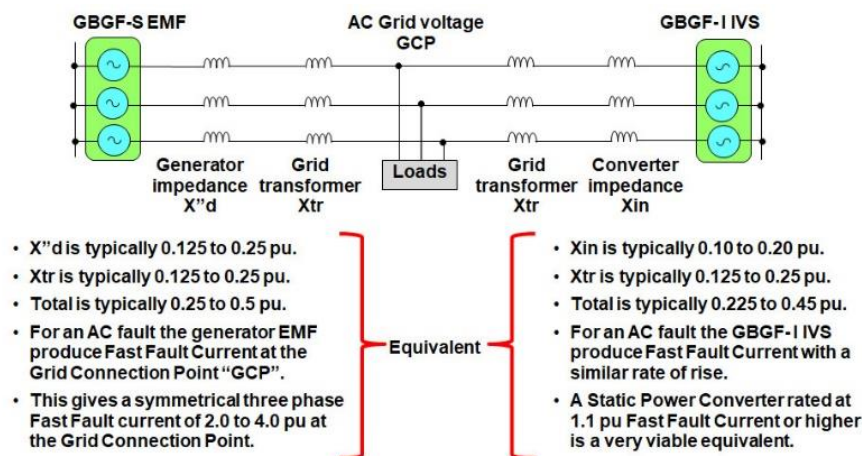 GBGF-S EMF
AC Grid voltage
GCP
GBGF-I IVS
Generator
impedance
X”d
Grid
transformer
Xtr
Loads
Grid
transformer
Xtr
Converter
impedance
Xin
• X”d is typically 0.125 to 0.25 pu.
• Xtr is typically 0.125 to 0.25 pu.
• Total is typically 0.25 to 0.5 pu.
• For an AC fault the generator EMF
produce Fast Fault Current at the
Grid Connection Point “GCP”.
• This gives a symmetrical three phase
Fast Fault current of 2.0 to 4.0 pu at
the Grid Connection Point.
Equivalent
• Xin is typically 0.10 to 0.20 pu.
• Xtr is typically 0.125 to 0.25 pu.
• Total is typically 0.225 to 0.45 pu.
• For an AC fault the GBGF-I IVS
produce Fast Fault Current with a
similar rate of rise.
• A Static Power Converter rated at
1.1 pu Fast Fault Current or higher
is a very viable equivalent.